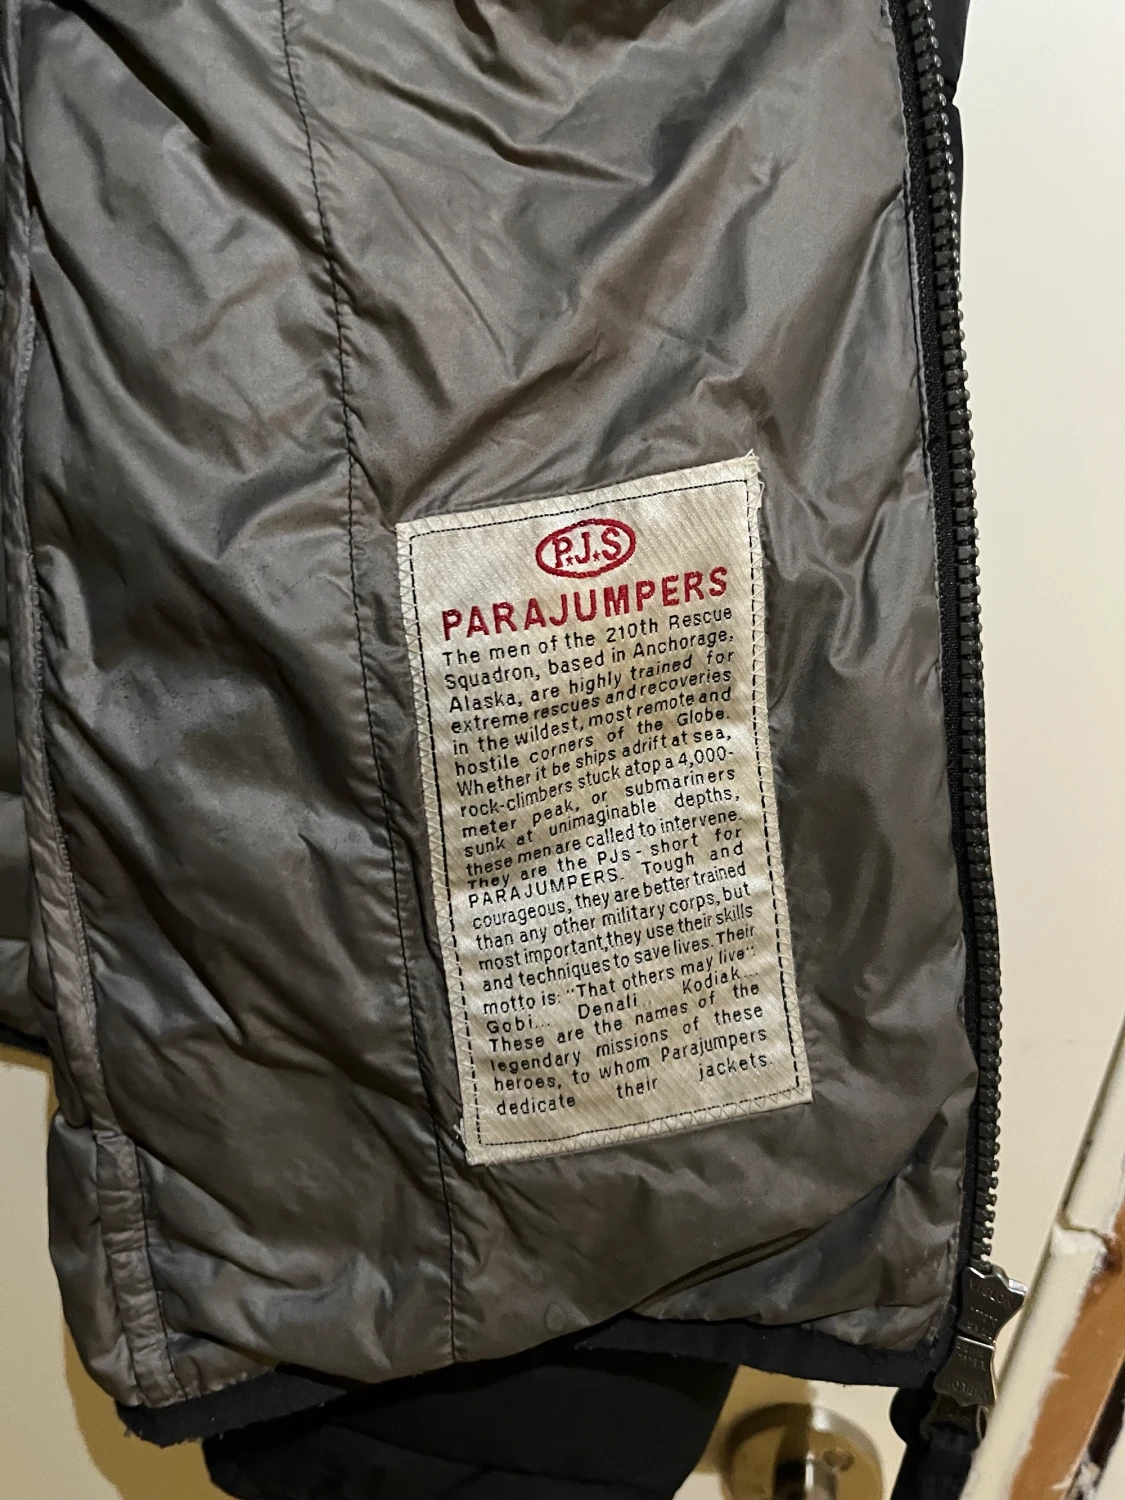 P.J.S
PARAJUMPERS
The men of the 210th Rescue
Squadron, based in Anchorage,
Alaska, are highly trained for
extreme rescues and recoveries
in the wildest, most remote and
hostile corners of the Globe.
Whether it be ships adrift at sea,
rock-climbers stuck atop a 4,000-
meter peak, or submariners
sunk at unimaginable depths,
these men are called to intervene.
They are the PJs - short for
PARAJUMPERS. Tough and
courageous, they are better trained
than any other military corps, but
most important, they use their skills
and techniques to save lives. Their
motto is: "That others may live":
Gobi... Denali... Kodiak...
These are the names of the
legendary missions of these
heroes, to whom Parajumpers
dedicate their jackets.